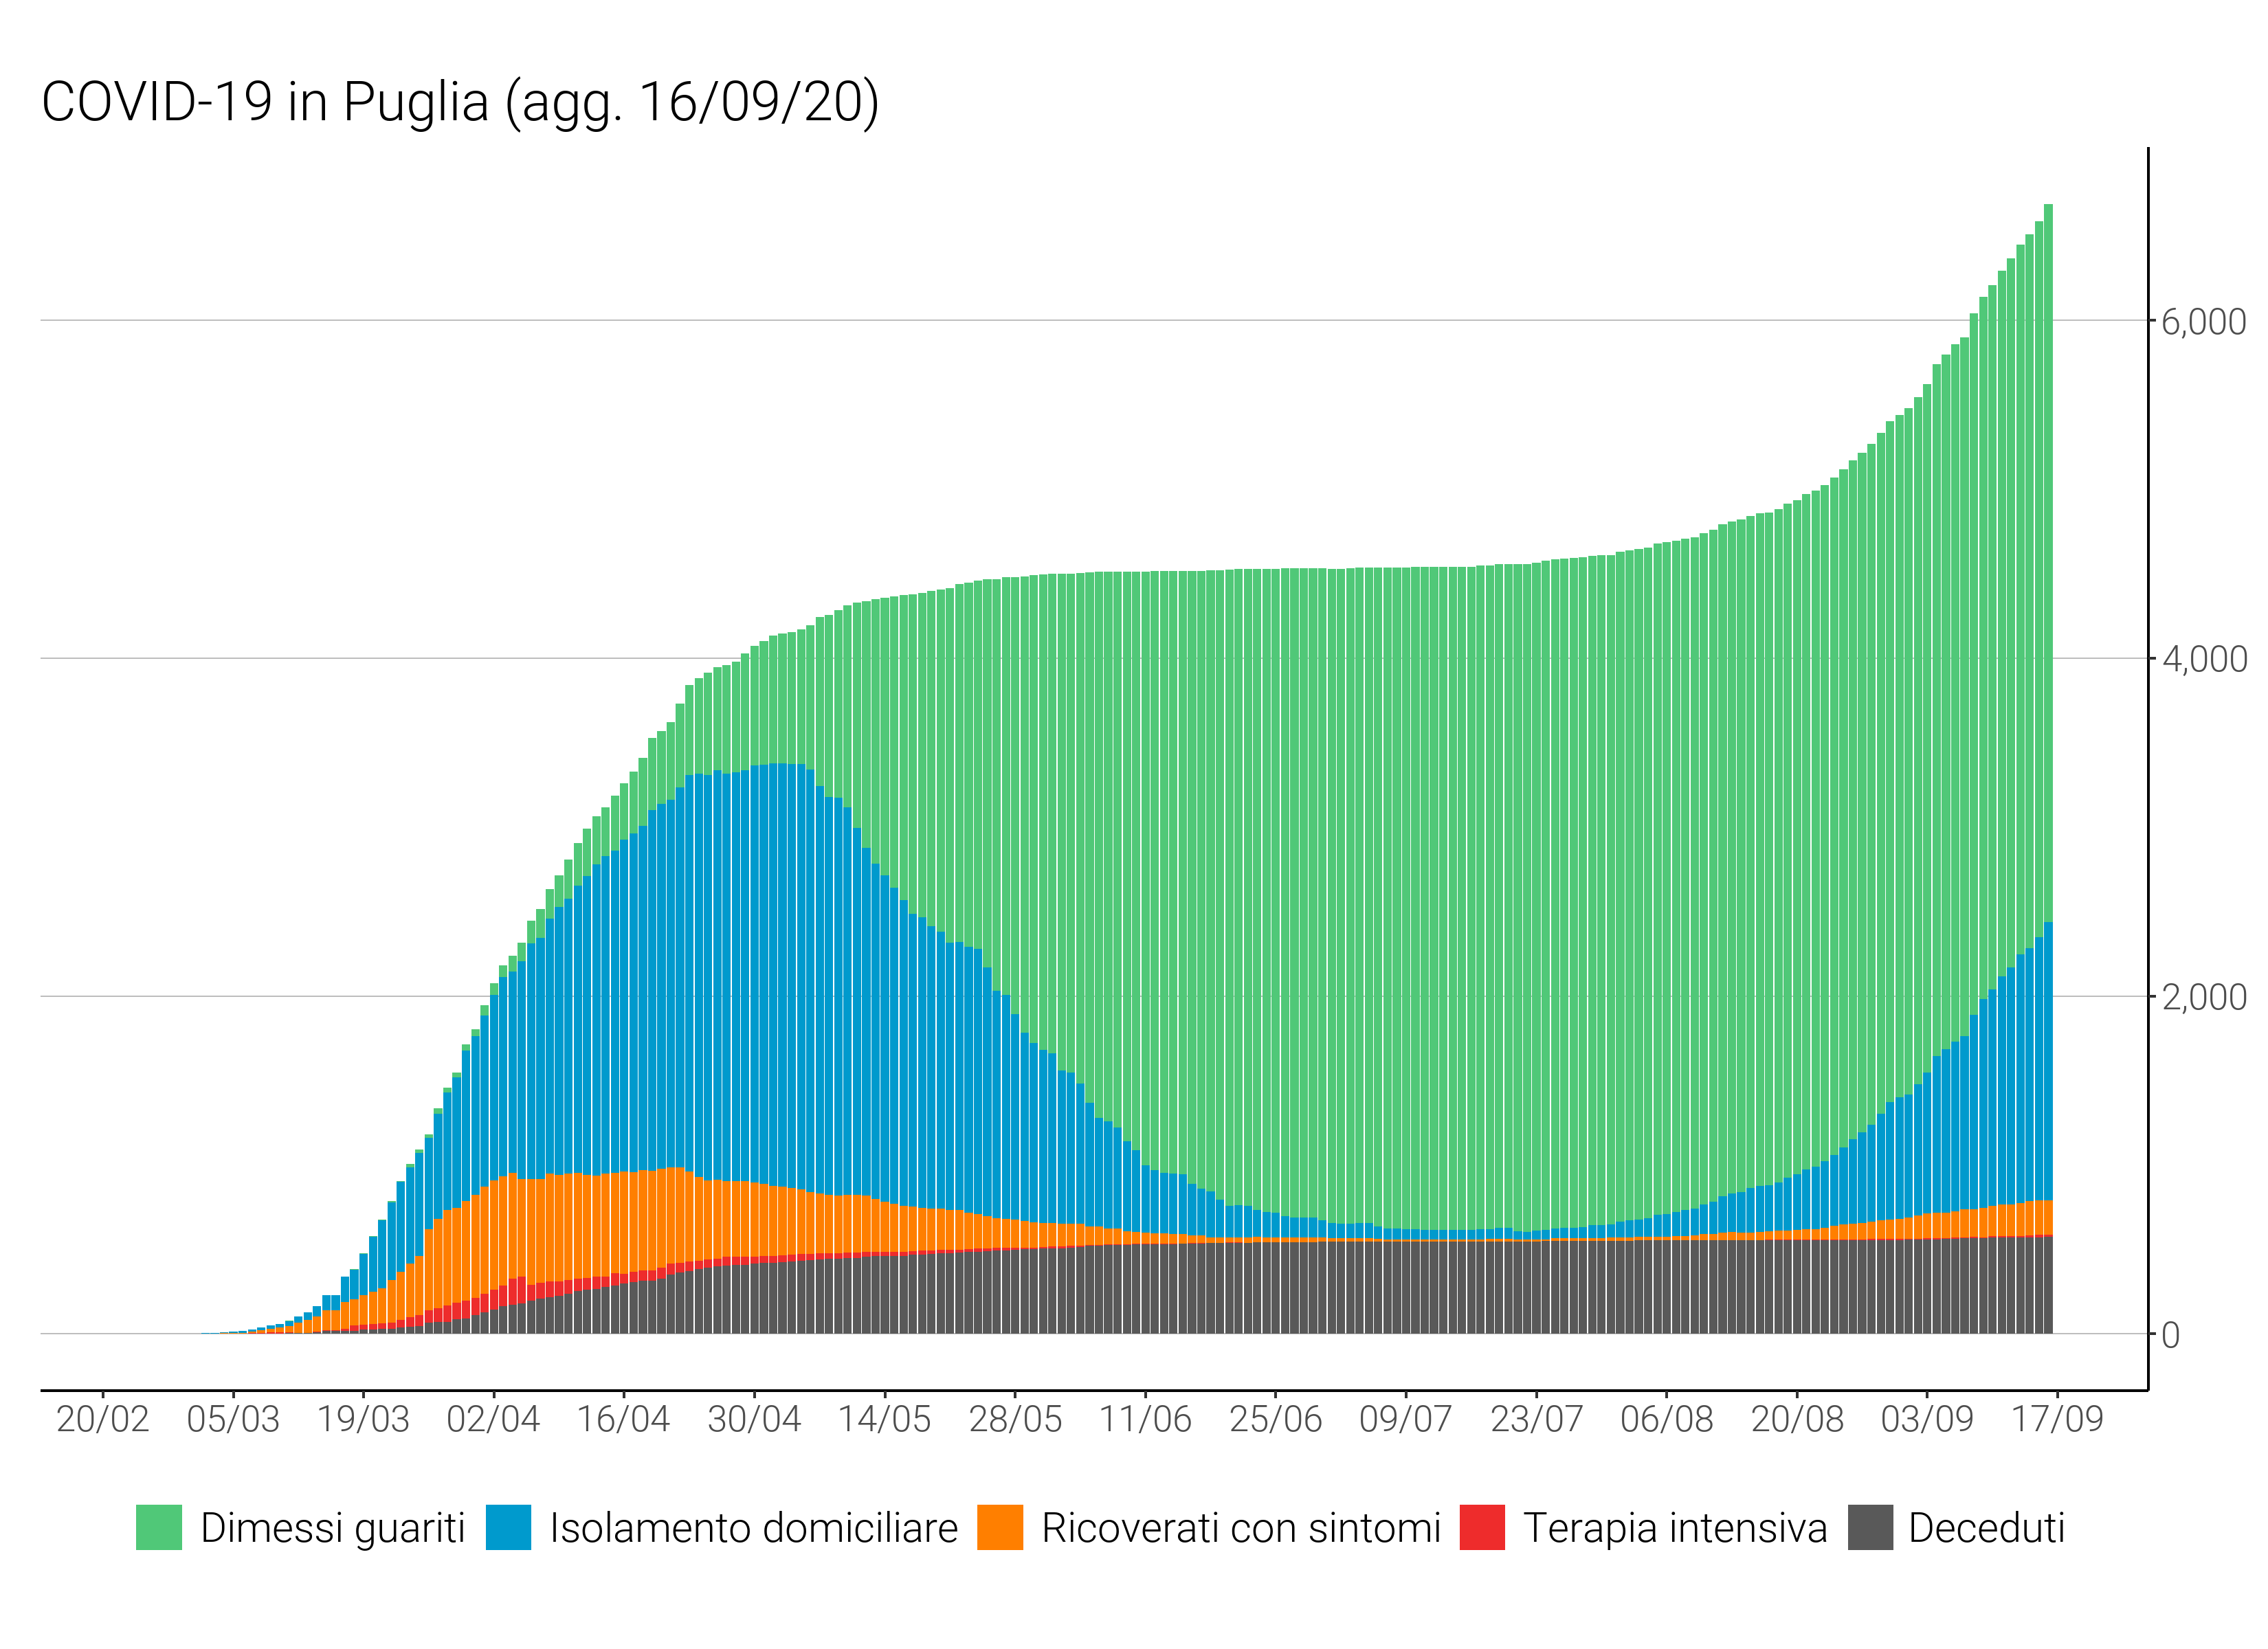 COVID-19 in Puglia (agg. 16/09/20)
6,000
4,000
2,000
0
20/02 05/03 19/03 02/04 16/04 30/04 14/05 28/05 11/06 25/06 09/07 23/07 06/08 20/08 03/09 17/09
Dimessi guariti Isolamento domiciliare Ricoverati con sintomi Terapia intensiva Deceduti